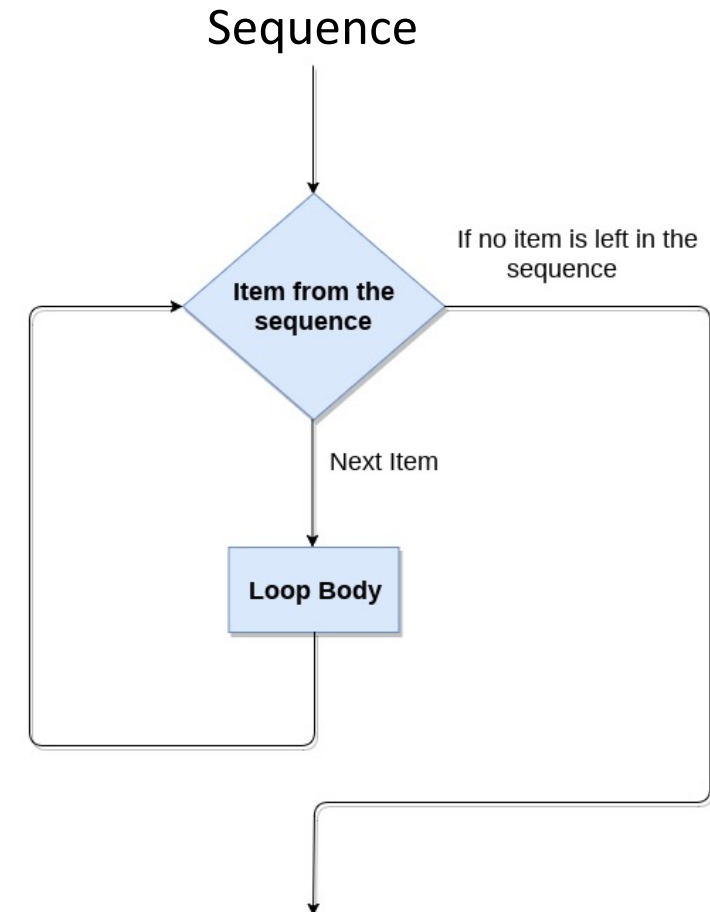 Sequence
If no item is left in the
sequence
Item from the
sequence
Next Item
Loop Body